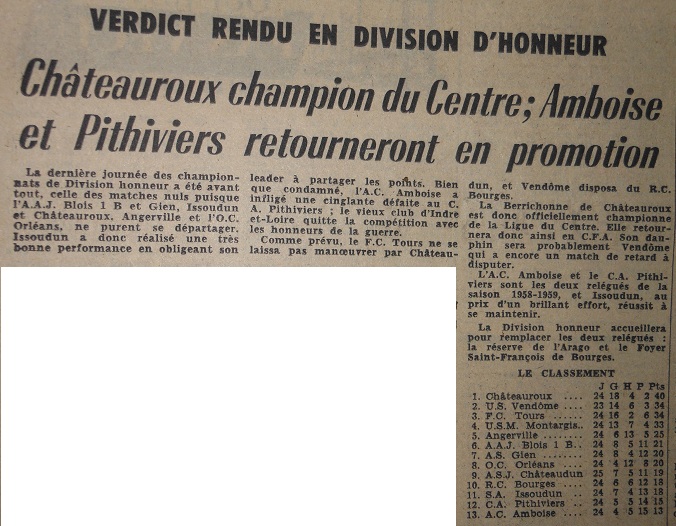 VERDICT RENDU EN DIVISION D'HONNEUR
Châteauroux champion du Centre; Amboise
et Pithiviers retourneront en promotion
La dernière journée des champion-
nats de Division honneur a été avant
tout, celle des matches nuls puisque
l'A.A.J. Blois 1 B et Gien, Issoudun
et Châteauroux, Angerville et l'O.C.
Orléans, ne purent se départager.
Issoudun a donc réalisé une très
bonne performance en obligeant son
leader à partager les points. Bien
que condamné, l'A.C. Amboise a
infligé une cinglante défaite au C.
A. Pithiviers ; le vieux club d'Indre
et-Loire quitte la compétition avec
les honneurs de la guerre.
Comme prévu, le F.C. Tours ne se
laissa pas manœuvrer par Château-
dun, et Vendôme disposa du R.C.
Bourges.
La Berrichonne de Châteauroux
est donc officiellement championne
de la Ligue du Centre. Elle retour-
nera donc ainsi en C.F.A. Son dau-
phin sera probablement Vendôme
qui a encore un match de retard à
disputer.
L'A.C. Amboise et le C.A. Pithi-
viers sont les deux relégués de la
saison 1958-1959, et Issoudun, au
prix d'un brillant effort, réussit à
se maintenir.
La Division honneur accueillera
pour remplacer les deux relégués :
la réserve de l'Arago et le Foyer
Saint-François de Bourges.
LE CLASSEMENT
J G H P Pts
1. Châteauroux .... 24 18 4 2 40
2. U.S. Vendôme .... 23 14 6 3 34
3. F.C. Tours ...... 24 16 2 6 34
4. U.S.M. Montargis.. 24 13 7 4 33
5. Angerville ........ 24 6 13 5 25
6. A.A.J. Blois 1 B.. 24 8 5 11 21
7. A.S. Gien ........ 24 8 4 12 20
8. O.C. Orléans .... 24 4 12 8 20
9. A.S.J. Châteaudun 25 7 5 11 19
10. R.C. Bourges .... 24 6 6 12 18
11. S.A. Issoudun .. 24 7 4 13 18
12. C.A. Pithiviers .. 24 5 5 14 15
13. A.C. Amboise .... 24 4 5 15 13